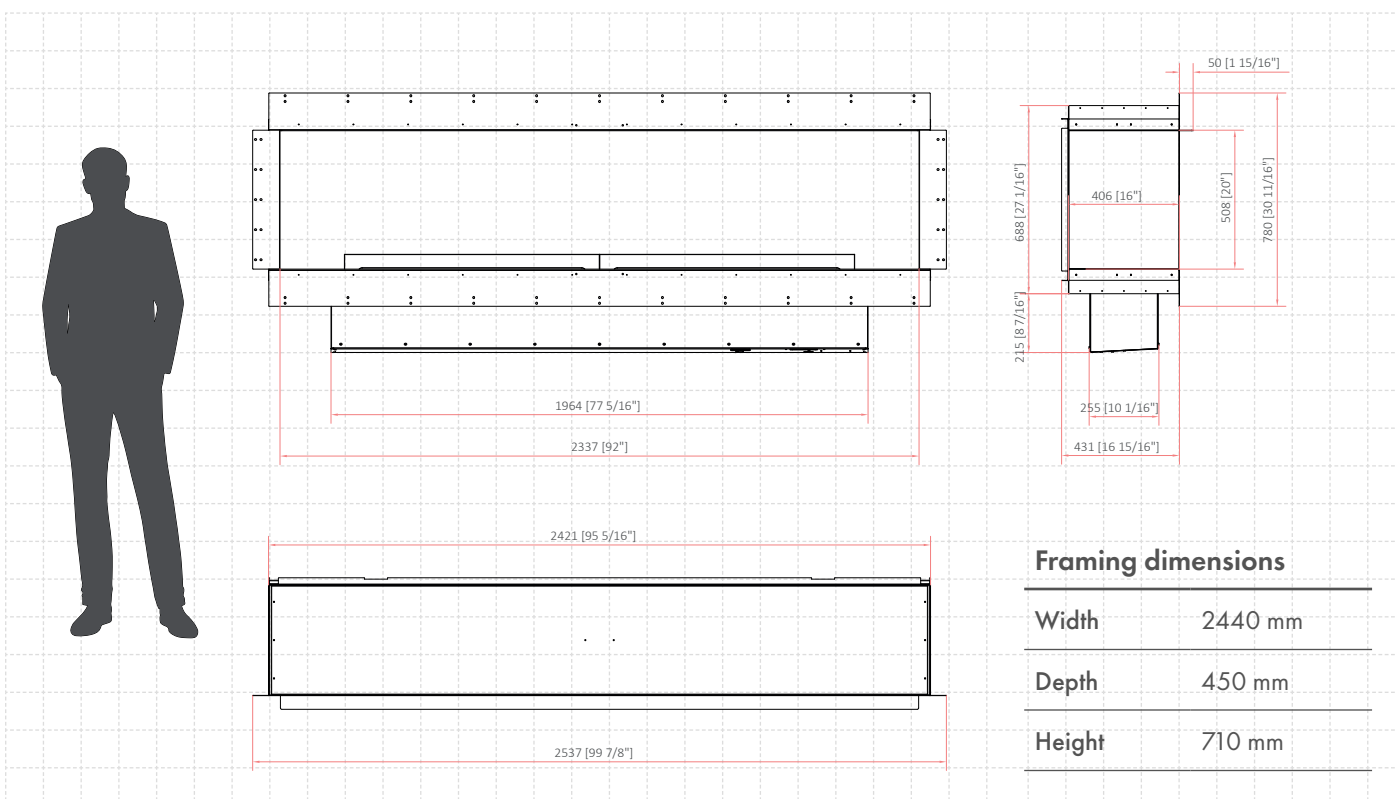 50 [1 15/16"]
688 [27 1/16"]
406 [16"]
508 [20"]
780 [30 11/16"]
215 [8 7/16"]
1964 [77 5/16"]
255 [10 1/16"]
2337 [92"]
431 [16 15/16"]
2421 [95 5/16"]
2537 [99 7/8"]
Framing dimensions
Width 2440 mm
Depth 450 mm
Height 710 mm